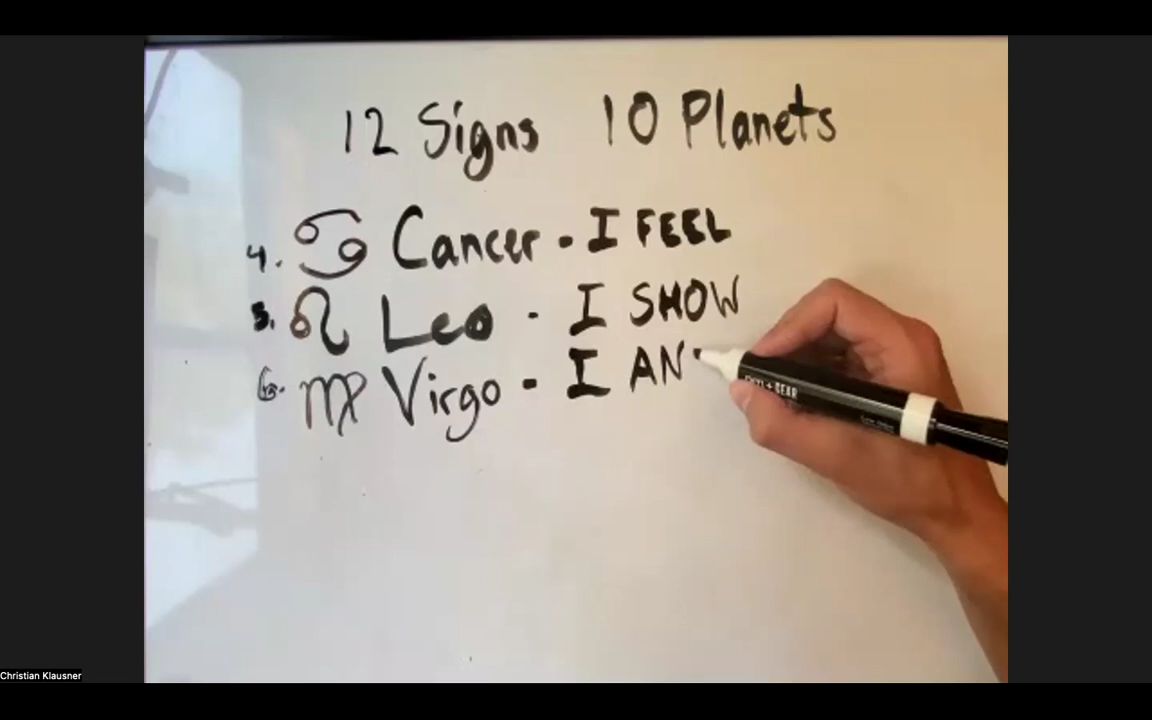 12 Signs 10 Planets
4. ♋ Cancer - I FEEL
5. ♌ Leo - I SHOW
6. ♍ Virgo - I AN
Christian Klausner